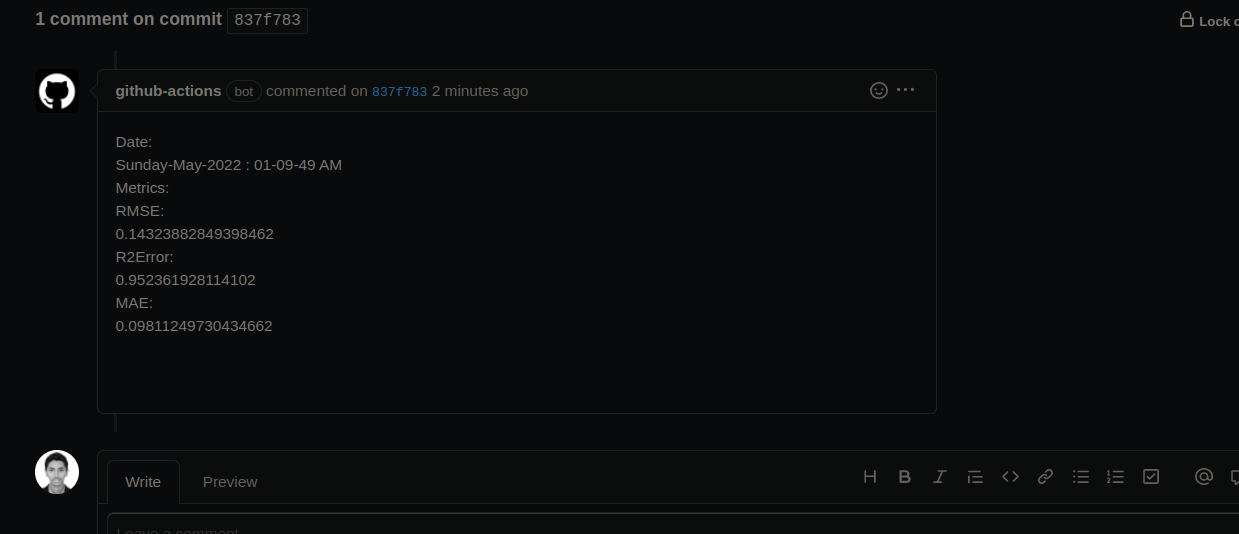 1 comment on commit 837f783
Lock
github-actions bot commented on 837f783 2 minutes ago
Date:
Sunday-May-2022 : 01-09-49 AM
Metrics:
RMSE:
0.14323882849398462
R2Error:
0.952361928114102
MAE:
0.09811249730434662
Write Preview
Leave a comment